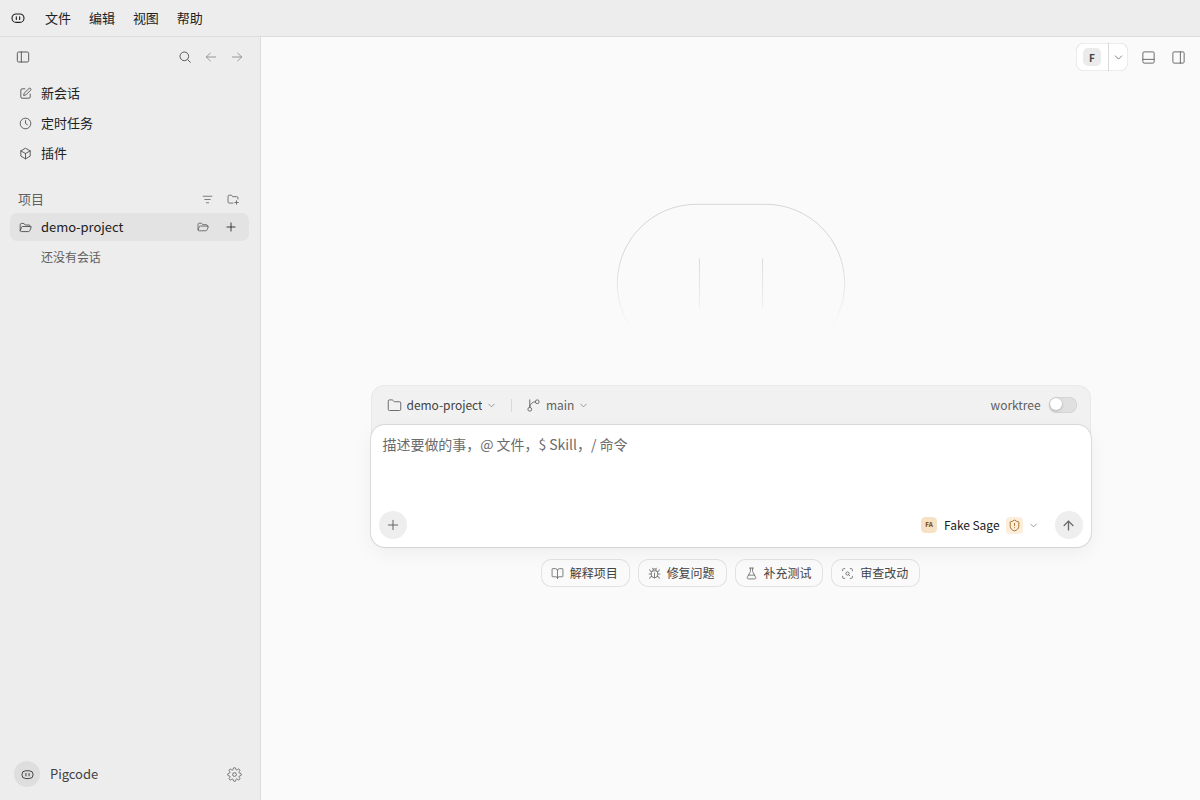 文件 编辑 视图 帮助
新会话
定时任务
插件
项目
demo-project
还没有会话
Pigcode
F
demo-project main worktree
描述要做的事，@ 文件，$ Skill，/ 命令
FA Fake Sage
解释项目 修复问题 补充测试 审查改动